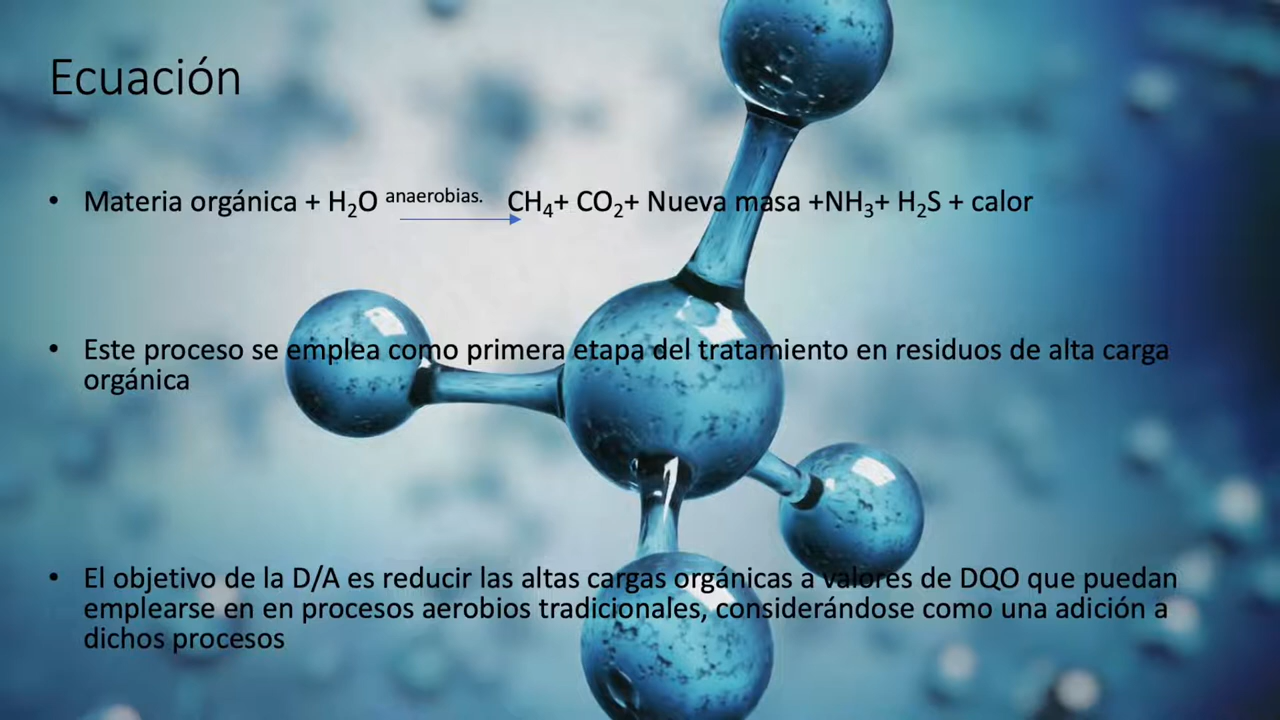 Ecuación
• Materia orgánica + H₂O anaerobias. CH₄+ CO₂+ Nueva masa +NH₃+ H₂S + calor
• Este proceso se emplea como primera etapa del tratamiento en residuos de alta carga
orgánica
• El objetivo de la D/A es reducir las altas cargas orgánicas a valores de DQO que puedan
emplearse en en procesos aerobios tradicionales, considerándose como una adición a
dichos procesos